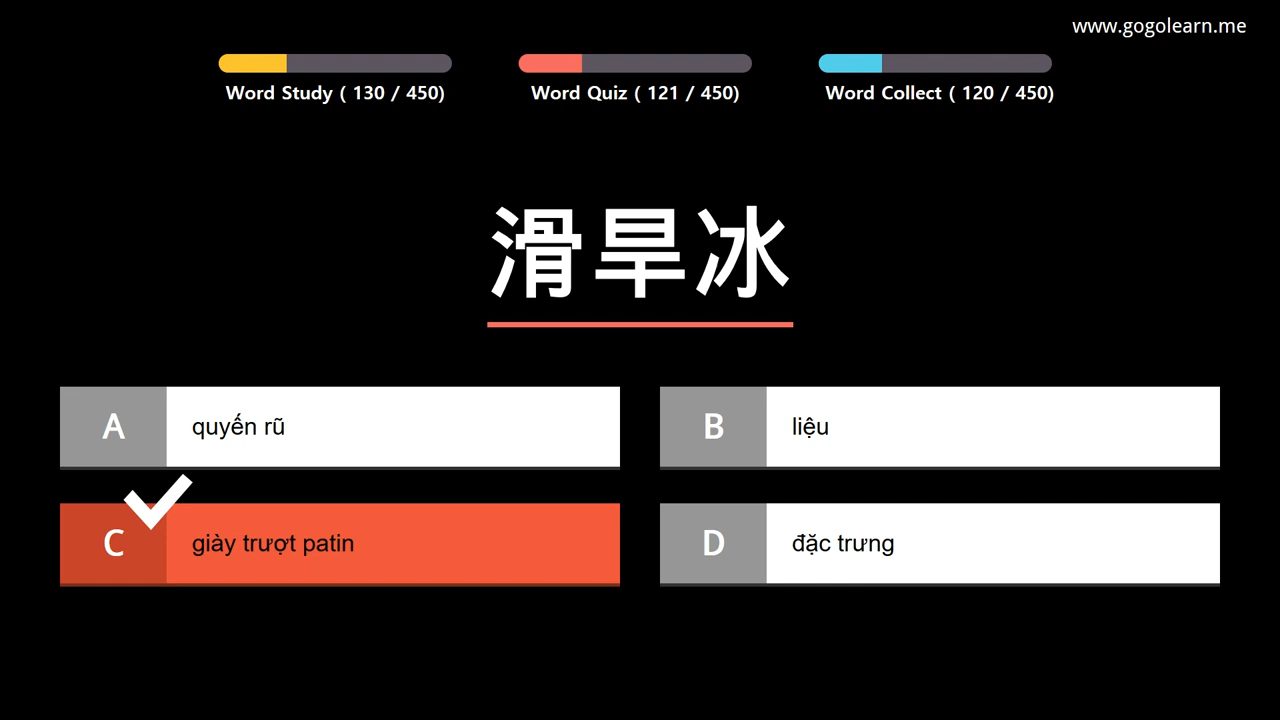 www.gogolearn.me
Word Study ( 130 / 450)
Word Quiz ( 121 / 450)
Word Collect ( 120 / 450)
滑旱冰
A
quyến rũ
B
liệu
C
giày trượt patin
D
đặc trưng